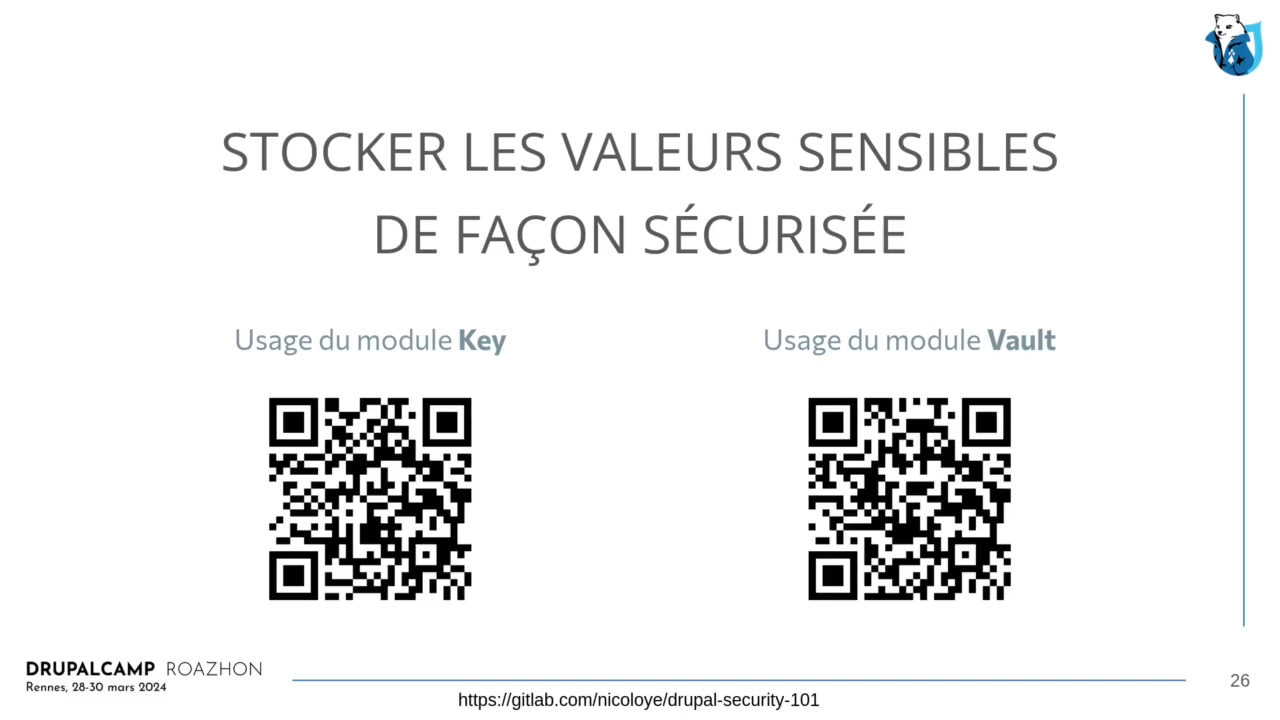 STOCKER LES VALEURS SENSIBLES
DE FAÇON SÉCURISÉE
Usage du module Key
Usage du module Vault
DRUPALCAMP ROAZHON
Rennes, 28-30 mars 2024
https://gitlab.com/nicoloye/drupal-security-101
26